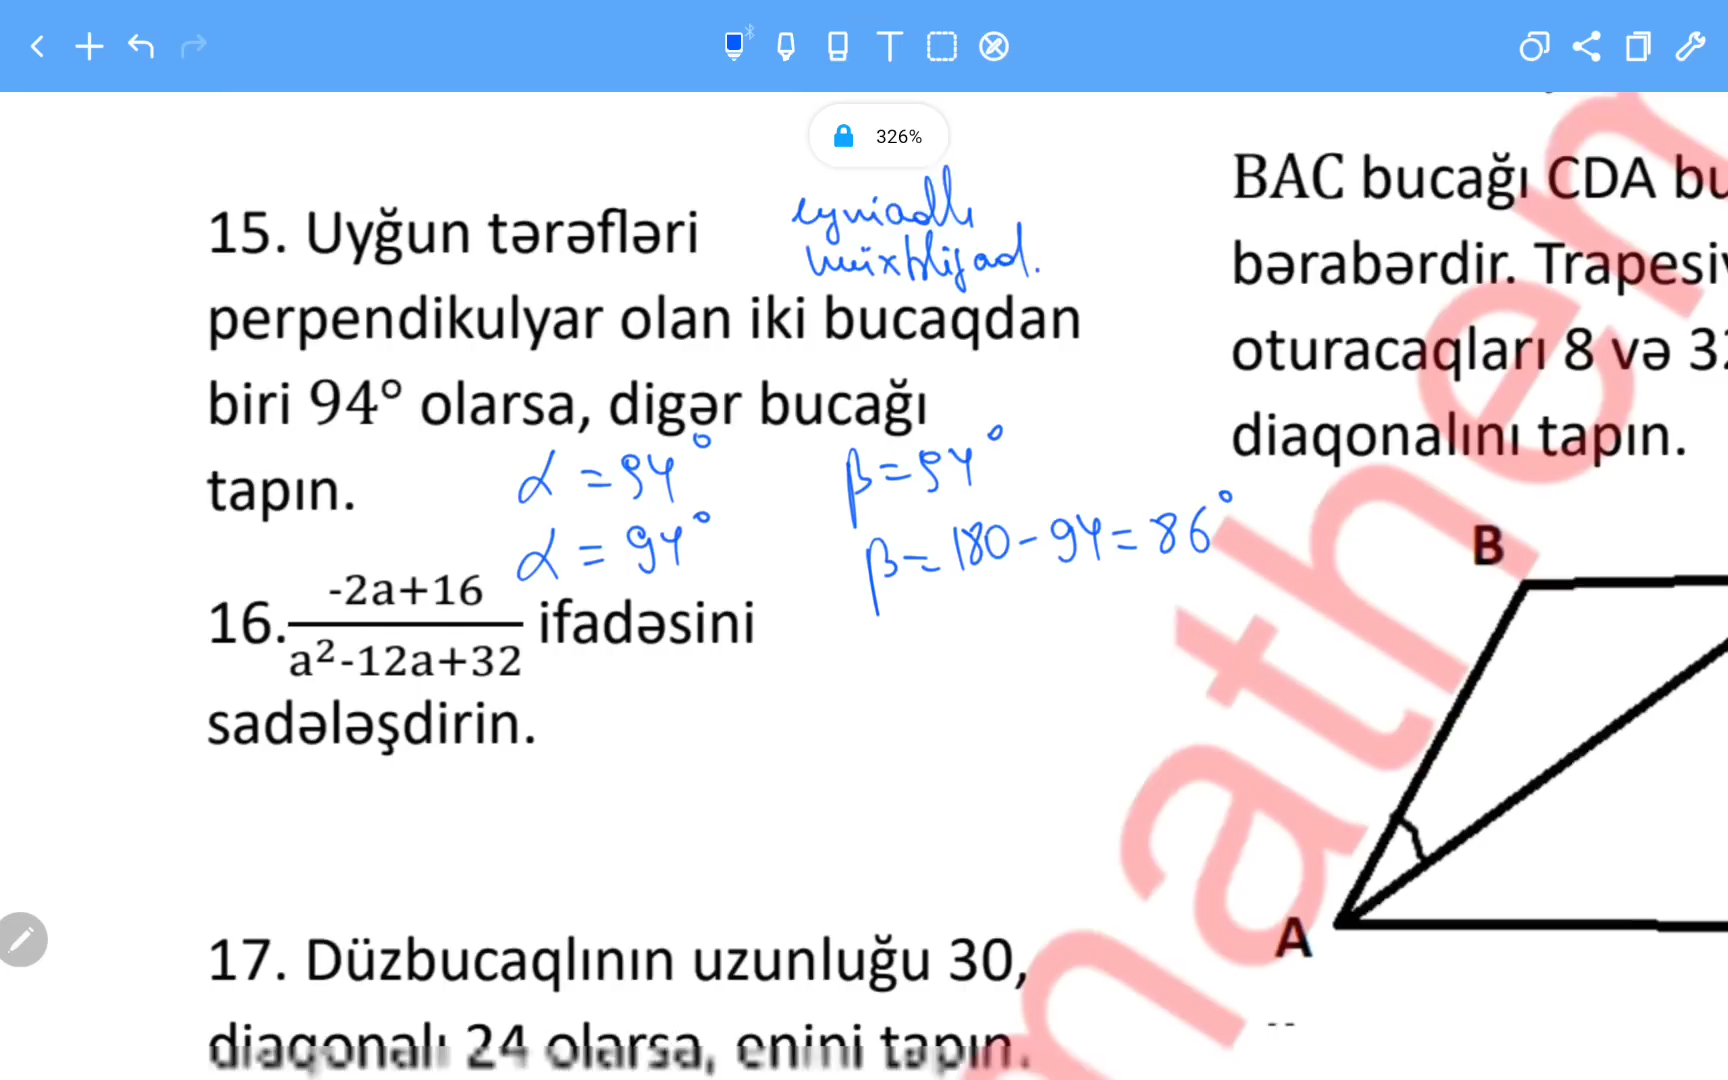 326%
15. Uyğun tərəfləri
eyniadlı
müxtəlifad.
perpendikulyar olan iki bucaqdan
biri 94° olarsa, digər bucağı
tapın.
α = 94° β = 94°
α = 94° β = 180 - 94 = 86°
16. -2a+16 / a²-12a+32 ifadəsini
sadələşdirin.
17. Düzbucaqlının uzunluğu 30,
diaqonalı 24 olarsa, enini tapın.
BAC bucağı CDA bu
bərabərdir. Trapesi
oturacaqları 8 və 3
diaqonalını tapın.
B
A
mathem